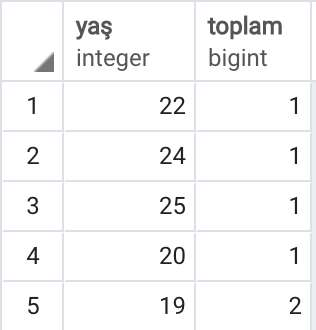 yaş toplam
integer bigint
1 22 1
2 24 1
3 25 1
4 20 1
5 19 2